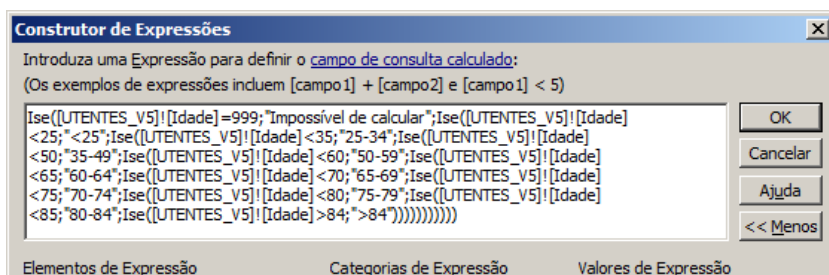 Construtor de Expressões
Introduza uma Expressão para definir o campo de consulta calculado:
(Os exemplos de expressões incluem [campo1] + [campo2] e [campo1] < 5)
Ise([UTENTES_V5]![Idade]=999;"Impossível de calcular";Ise([UTENTES_V5]![Idade]
<25;"<25";Ise([UTENTES_V5]![Idade]<35;"25-34";Ise([UTENTES_V5]![Idade]
<50;"35-49";Ise([UTENTES_V5]![Idade]<60;"50-59";Ise([UTENTES_V5]![Idade]
<65;"60-64";Ise([UTENTES_V5]![Idade]<70;"65-69";Ise([UTENTES_V5]![Idade]
<75;"70-74";Ise([UTENTES_V5]![Idade]<80;"75-79";Ise([UTENTES_V5]![Idade]
<85;"80-84";Ise([UTENTES_V5]![Idade]>84;">84")))))))))))
OK
Cancelar
Ajuda
<< Menos
Elementos de Expressão Categorias de Expressão Valores de Expressão